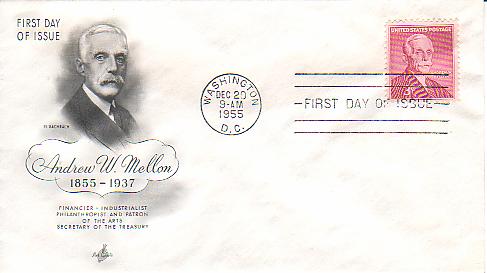 FIRST DAY
OF ISSUE
Andrew W. Mellon
1855 - 1937
FINANCIER - INDUSTRIALIST
PHILANTHROPIST AND PATRON
OF THE ARTS
SECRETARY OF THE TREASURY
WASHINGTON
DEC 20
9-AM
1955
D.C.
UNITED STATES POSTAGE
FIRST DAY OF ISSUE